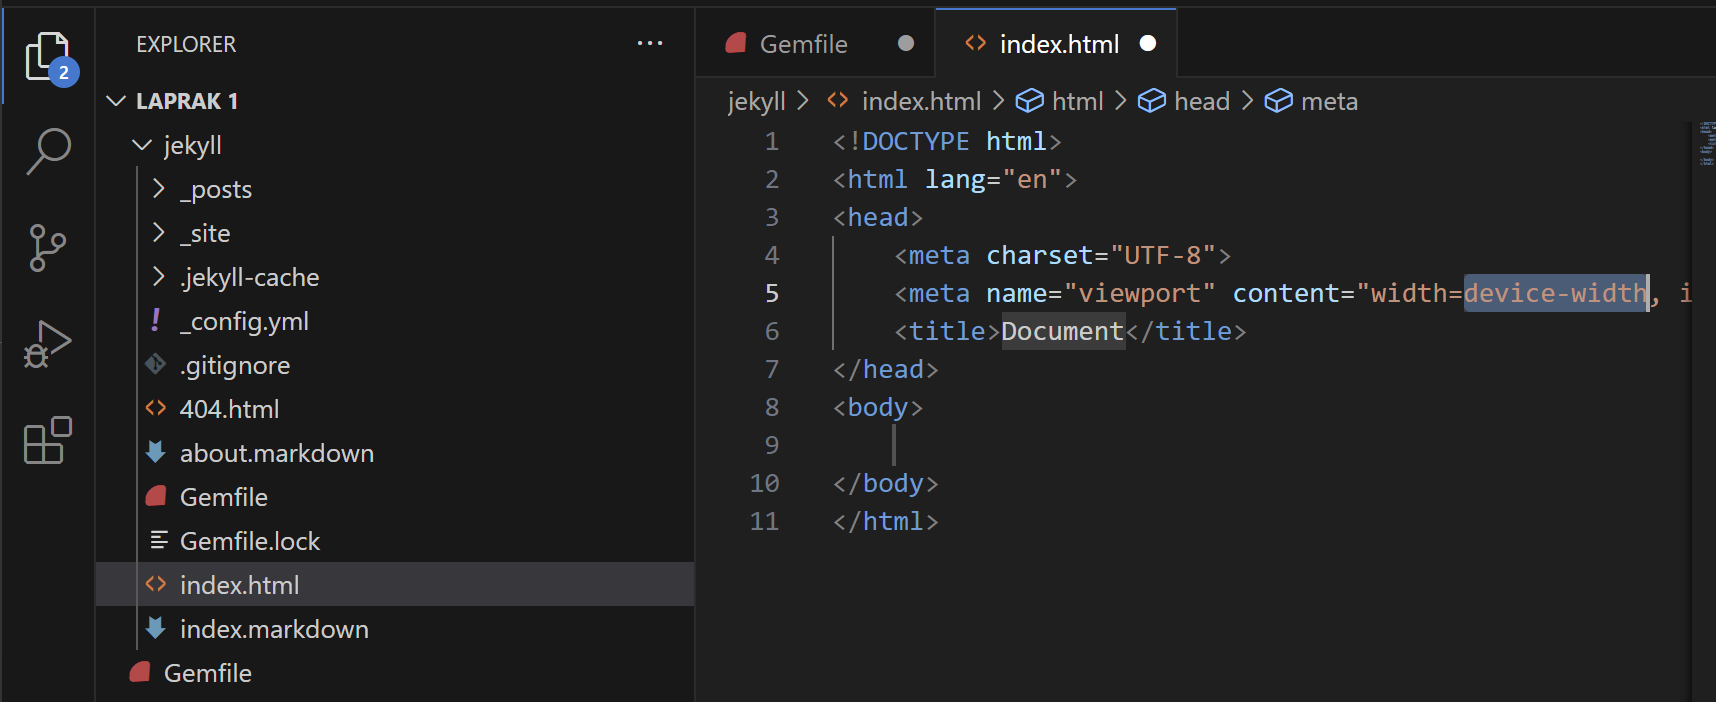 EXPLORER
LAPRAK 1
jekyll
_posts
_site
.jekyll-cache
_config.yml
.gitignore
404.html
about.markdown
Gemfile
Gemfile.lock
index.html
index.markdown
Gemfile
2
Gemfile
index.html
jekyll > index.html > html > head > meta
1 <!DOCTYPE html>
2 <html lang="en">
3 <head>
4     <meta charset="UTF-8">
5     <meta name="viewport" content="width=device-width, i
6     <title>Document</title>
7 </head>
8 <body>
9
10 </body>
11 </html>